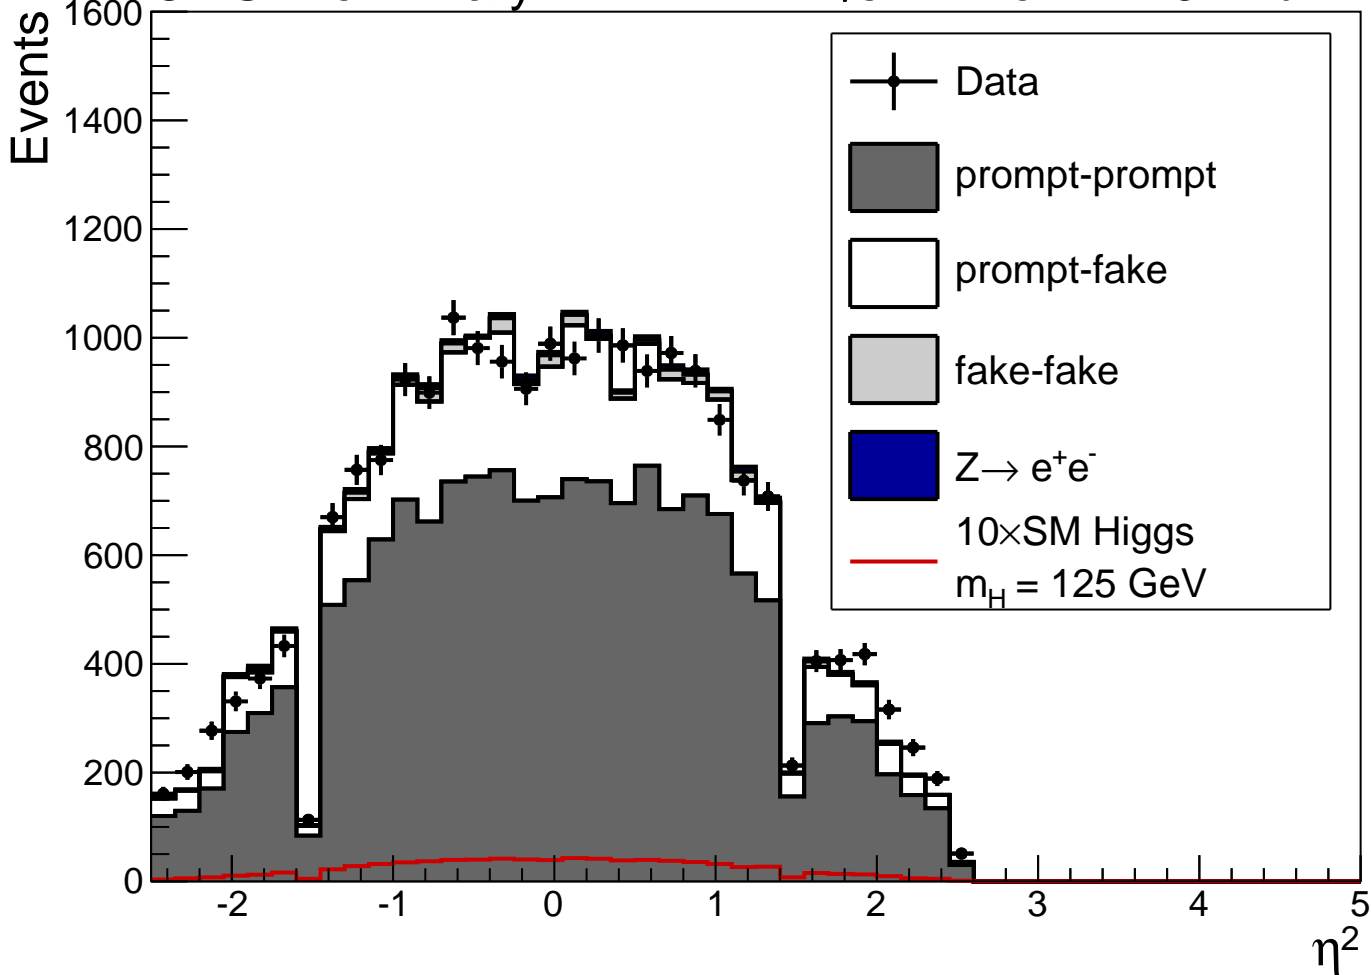 Events
1600
1400
1200
1000
800
600
400
200
0
Data
prompt-prompt
prompt-fake
fake-fake
Z→ e⁺e⁻
10×SM Higgs
m_H = 125 GeV
-2 -1 0 1 2 3 4 5
η²